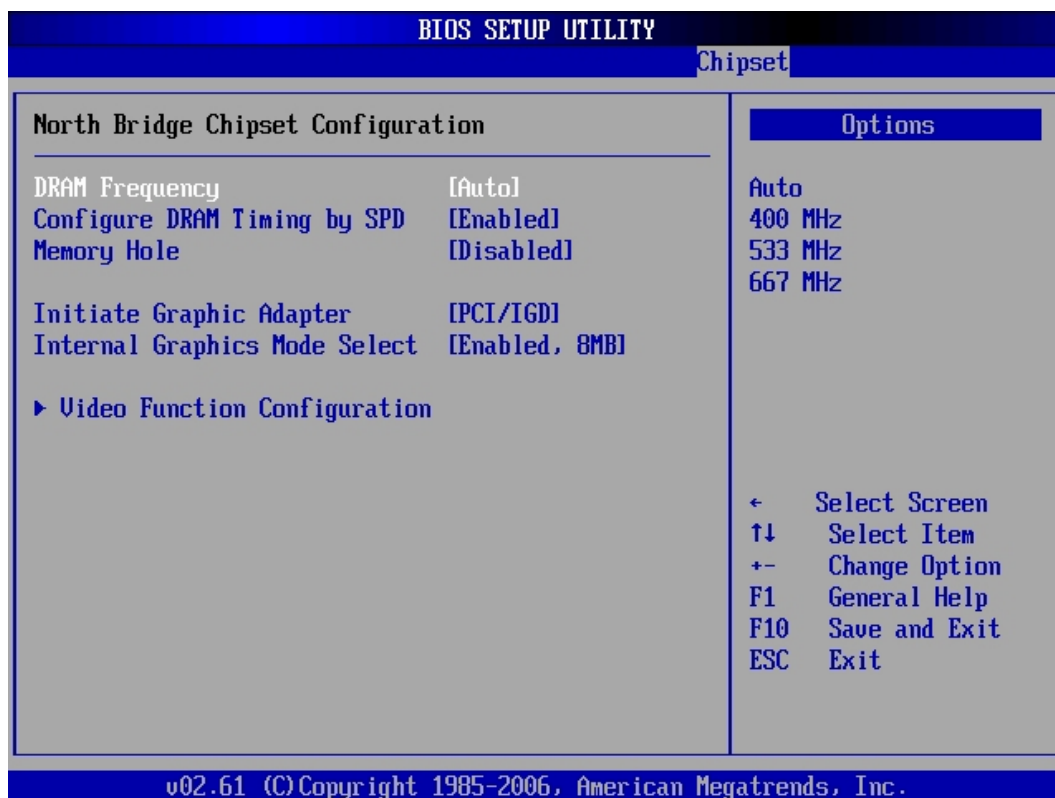 BIOS SETUP UTILITY
Chipset
North Bridge Chipset Configuration
DRAM Frequency [Auto]
Configure DRAM Timing by SPD [Enabled]
Memory Hole [Disabled]
Initiate Graphic Adapter [PCI/IGD]
Internal Graphics Mode Select [Enabled, 8MB]
▶ Video Function Configuration
Options
Auto
400 MHz
533 MHz
667 MHz
← Select Screen
↑↓ Select Item
+- Change Option
F1 General Help
F10 Save and Exit
ESC Exit
v02.61 (C)Copyright 1985-2006, American Megatrends, Inc.